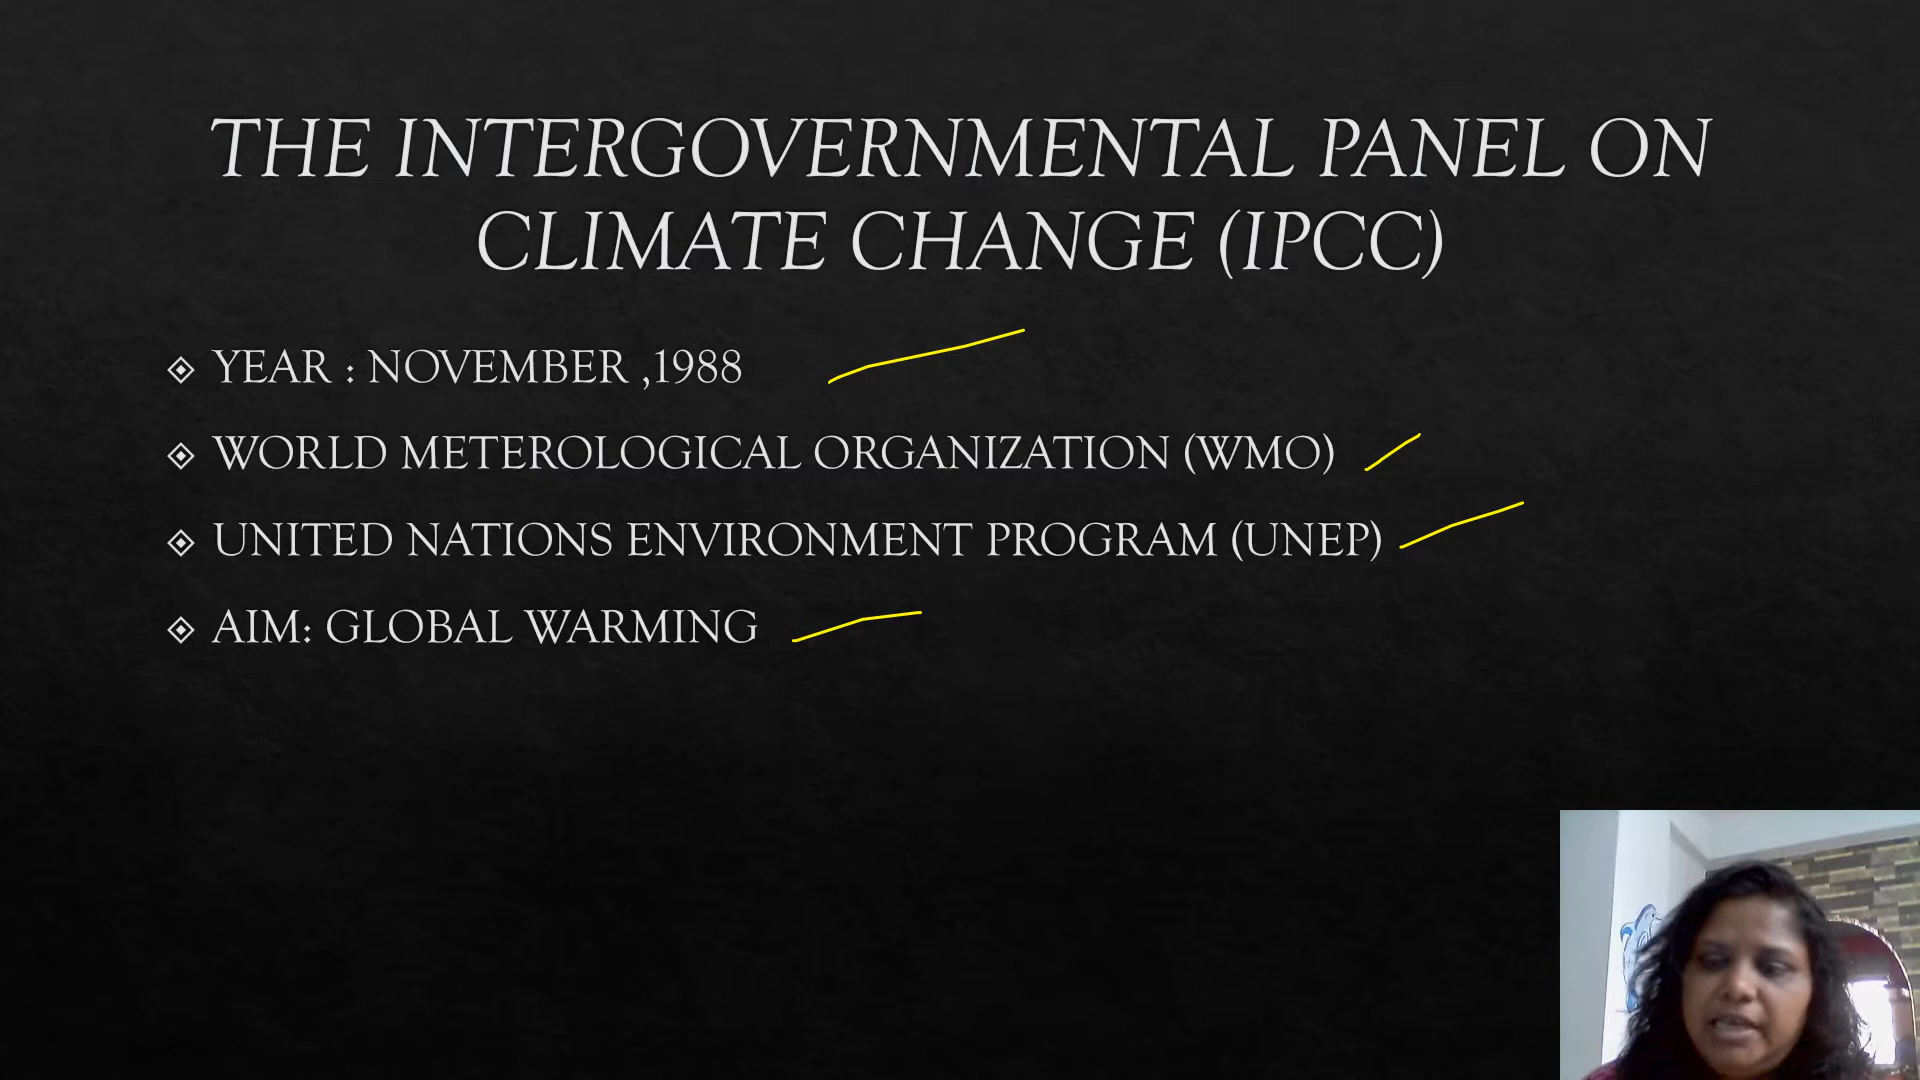 THE INTERGOVERNMENTAL PANEL ON
CLIMATE CHANGE (IPCC)
YEAR : NOVEMBER ,1988
WORLD METEROLOGICAL ORGANIZATION (WMO)
UNITED NATIONS ENVIRONMENT PROGRAM (UNEP)
AIM: GLOBAL WARMING